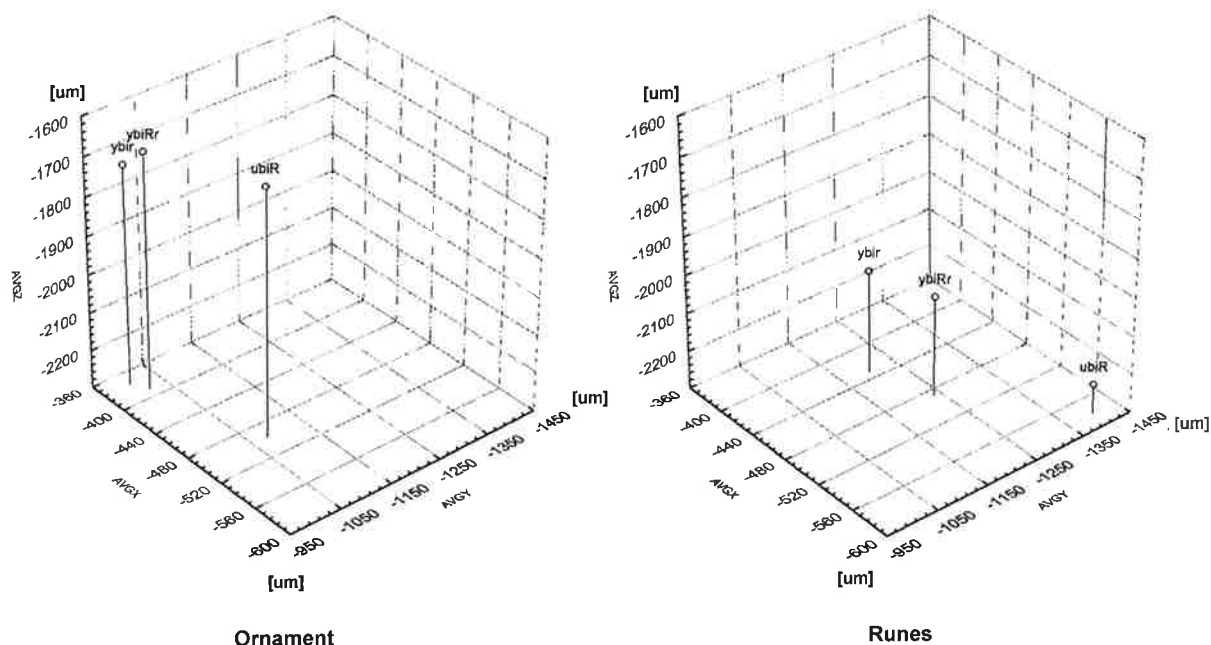 [um]
-1600
-1700
-1800
-1900
-2000
-2100
-2200
AVGZ
ybir
ybiRr
ubiR
-360
-400
-440
-480
-520
-560
-600
AVGX
[um]
-950
-1050
-1150
-1250
-1350
-1450
AVGY
[um]
Ornament
[um]
-1600
-1700
-1800
-1900
-2000
-2100
-2200
AVGZ
ybir
ybiRr
ubiR
-360
-400
-440
-480
-520
-560
-600
AVGX
[um]
-950
-1050
-1150
-1250
-1350
-1450
AVGY
[um]
Runes